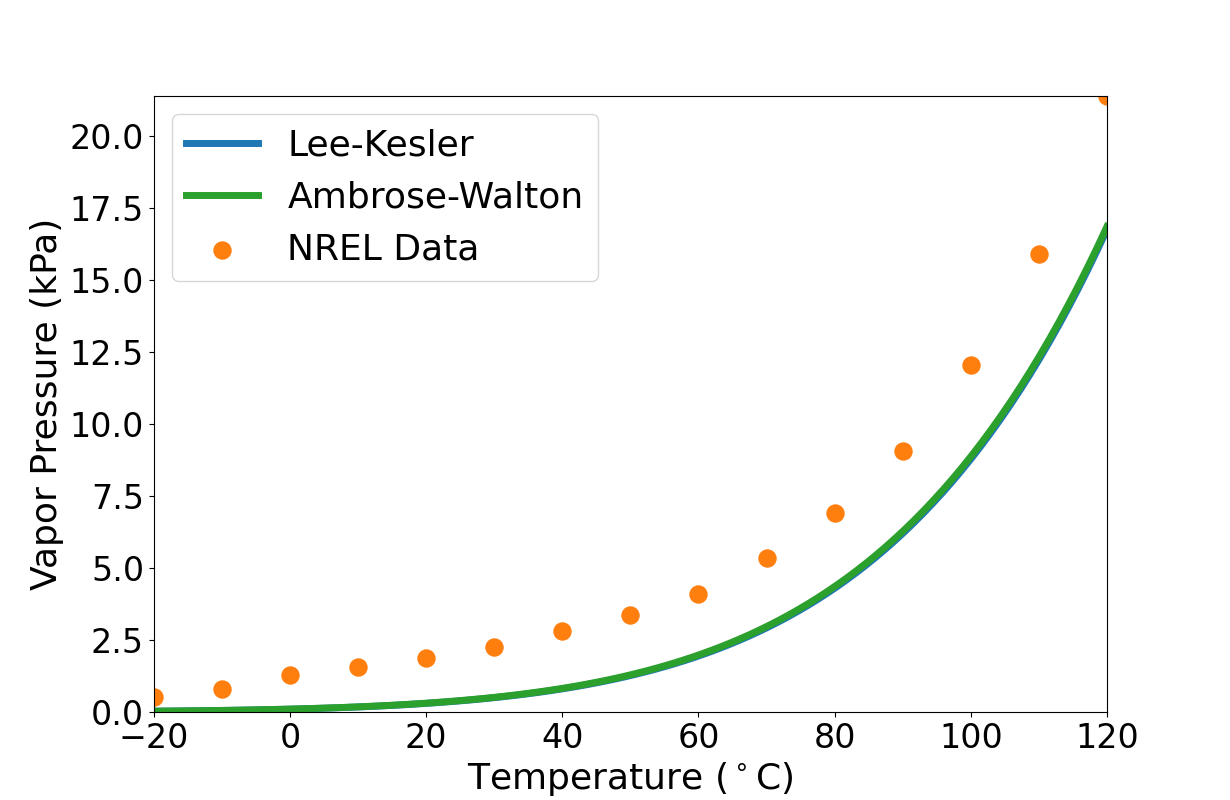 Lee-Kesler
Ambrose-Walton
NREL Data
Vapor Pressure (kPa)
20.0
17.5
15.0
12.5
10.0
7.5
5.0
2.5
0.0
−20 0 20 40 60 80 100 120
Temperature (°C)